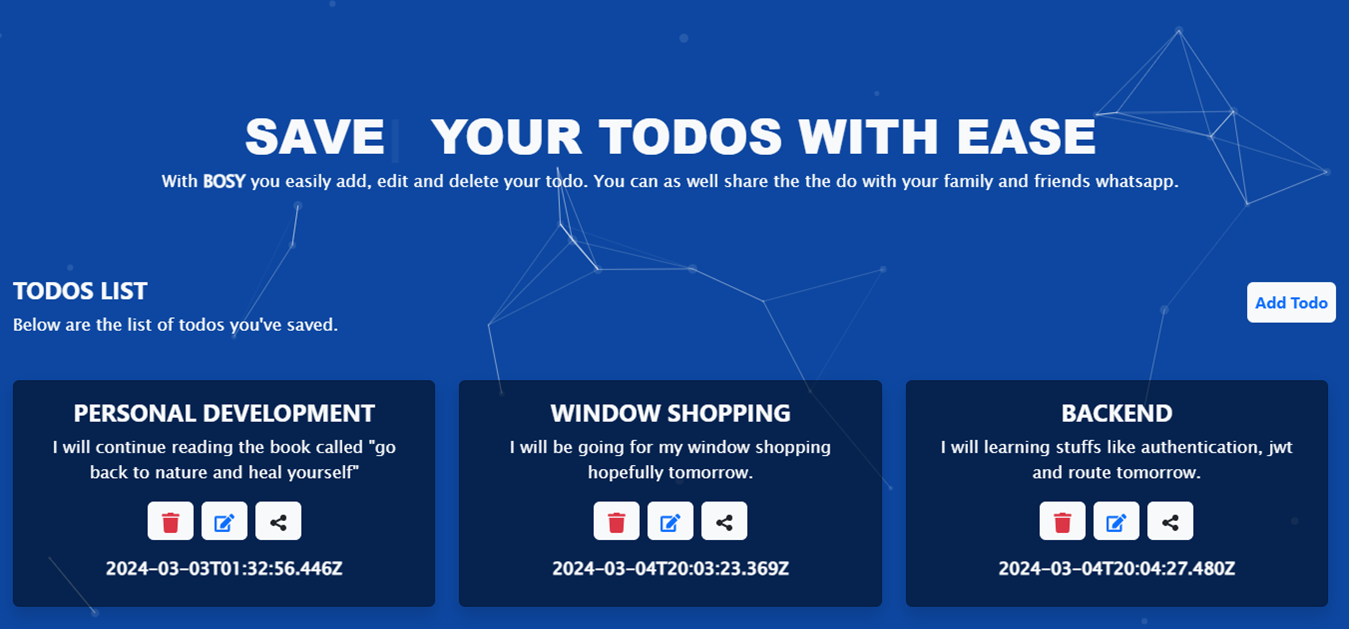 SAVE YOUR TODOS WITH EASE
With BOSY you easily add, edit and delete your todo. You can as well share the the do with your family and friends whatsapp.
TODOS LIST
Below are the list of todos you've saved.
Add Todo
PERSONAL DEVELOPMENT
I will continue reading the book called "go
back to nature and heal yourself"
2024-03-03T01:32:56.446Z
WINDOW SHOPPING
I will be going for my window shopping
hopefully tomorrow.
2024-03-04T20:03:23.369Z
BACKEND
I will learning stuffs like authentication, jwt
and route tomorrow.
2024-03-04T20:04:27.480Z